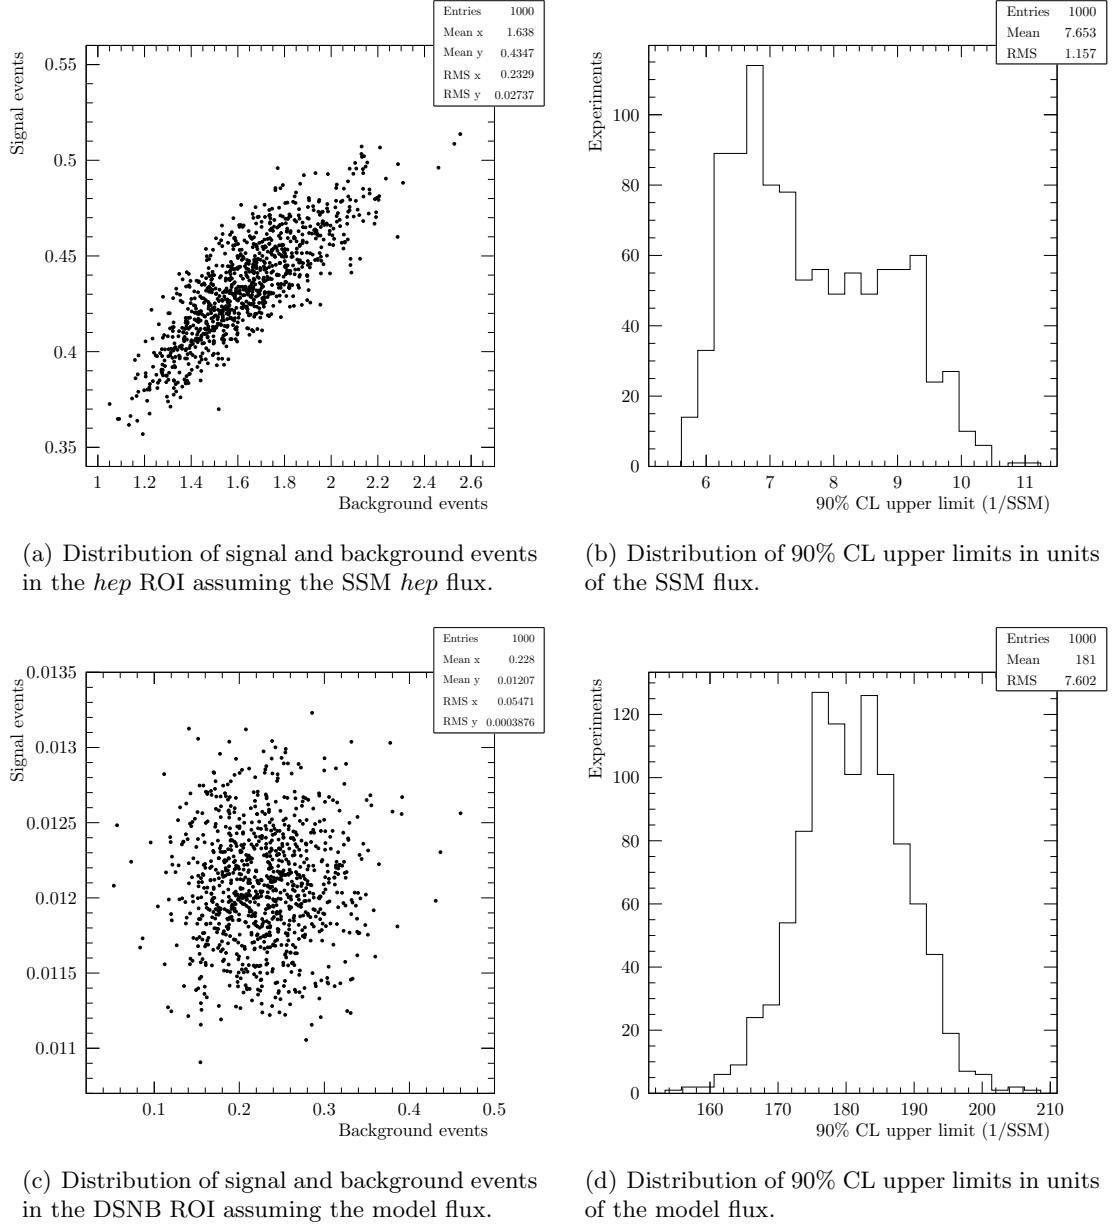 Entries 1000
Mean x 1.638
Mean y 0.4347
RMS x 0.2329
RMS y 0.02737
Signal events
0.55
0.5
0.45
0.4
0.35
1 1.2 1.4 1.6 1.8 2 2.2 2.4 2.6
Background events
Entries 1000
Mean 7.653
RMS 1.157
Experiments
100
80
60
40
20
0
6 7 8 9 10 11
90% CL upper limit (1/SSM)
(a) Distribution of signal and background events
in the hep ROI assuming the SSM hep flux.
(b) Distribution of 90% CL upper limits in units
of the SSM flux.
Entries 1000
Mean x 0.228
Mean y 0.01207
RMS x 0.05471
RMS y 0.0003876
Signal events
0.0135
0.013
0.0125
0.012
0.0115
0.011
0.1 0.2 0.3 0.4 0.5
Background events
Entries 1000
Mean 181
RMS 7.602
Experiments
120
100
80
60
40
20
0
160 170 180 190 200 210
90% CL upper limit (1/SSM)
(c) Distribution of signal and background events
in the DSNB ROI assuming the model flux.
(d) Distribution of 90% CL upper limits in units
of the model flux.